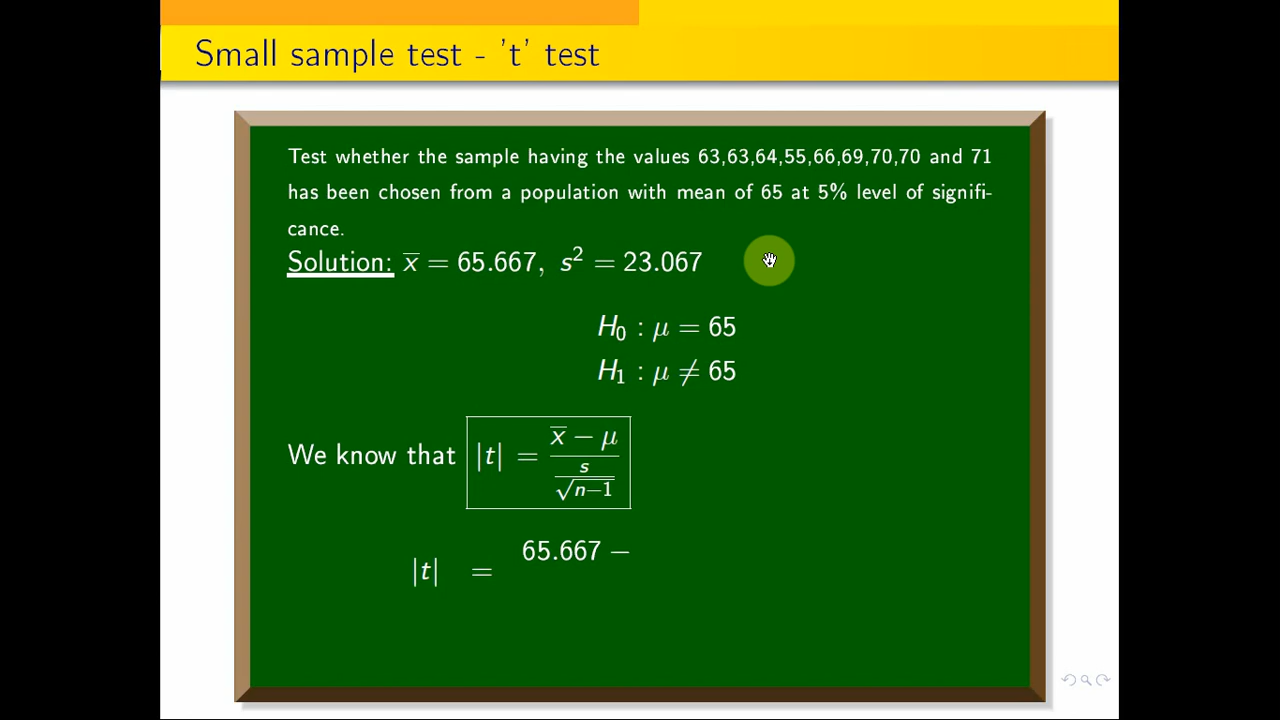 Small sample test - 't' test
Test whether the sample having the values 63,63,64,55,66,69,70,70 and 71
has been chosen from a population with mean of 65 at 5% level of signifi-
cance.
Solution: x̅ = 65.667, s² = 23.067
H₀ : μ = 65
H₁ : μ ≠ 65
We know that |t| = (x̅ − μ) / (s / √(n−1))
|t| = 65.667 −